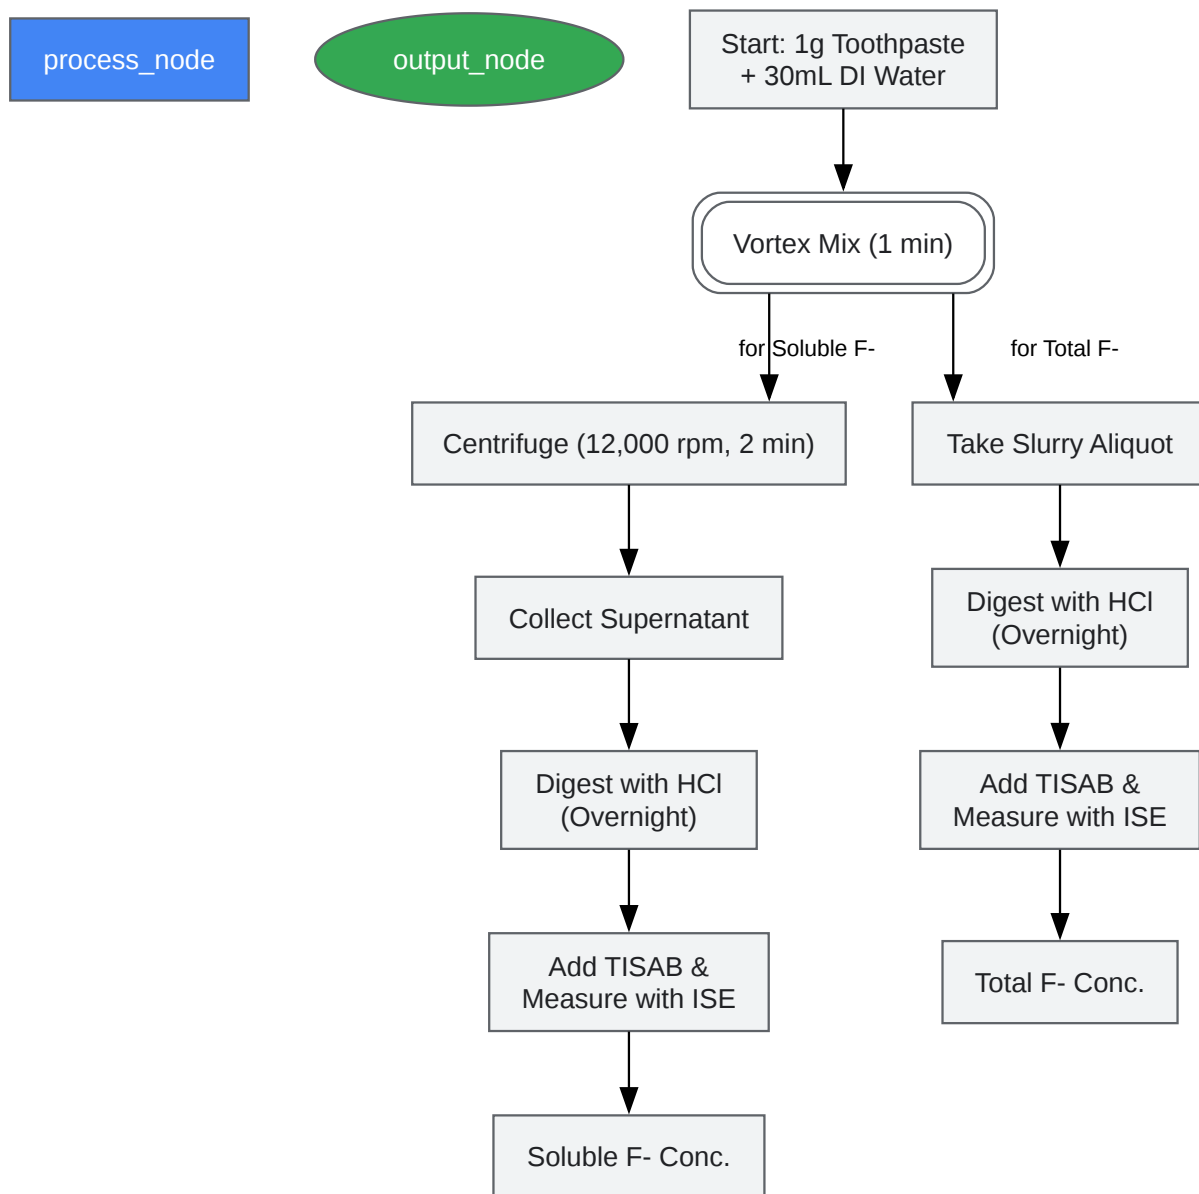 process_node
output_node
Start: 1g Toothpaste
+ 30mL DI Water
Vortex Mix (1 min)
for Soluble F-
for Total F-
Centrifuge (12,000 rpm, 2 min)
Take Slurry Aliquot
Collect Supernatant
Digest with HCl
(Overnight)
Digest with HCl
(Overnight)
Add TISAB &
Measure with ISE
Add TISAB &
Measure with ISE
Total F- Conc.
Soluble F- Conc.